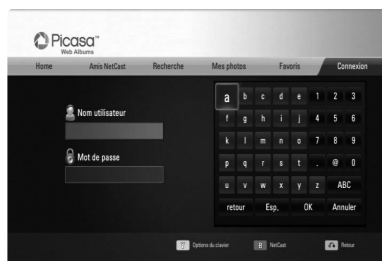 Picasa™
Web Albums
Home Amis NetCast Recherche Mes photos Favoris Connexion
Nom utilisateur
Mot de passe
a b c d e 1 2 3
f g h i j 4 5 6
k l m n o 7 8 9
p q r s t . @ 0
u v w x y z ABC
retour Esp. OK Annuler
Options du clavier NetCast Retour